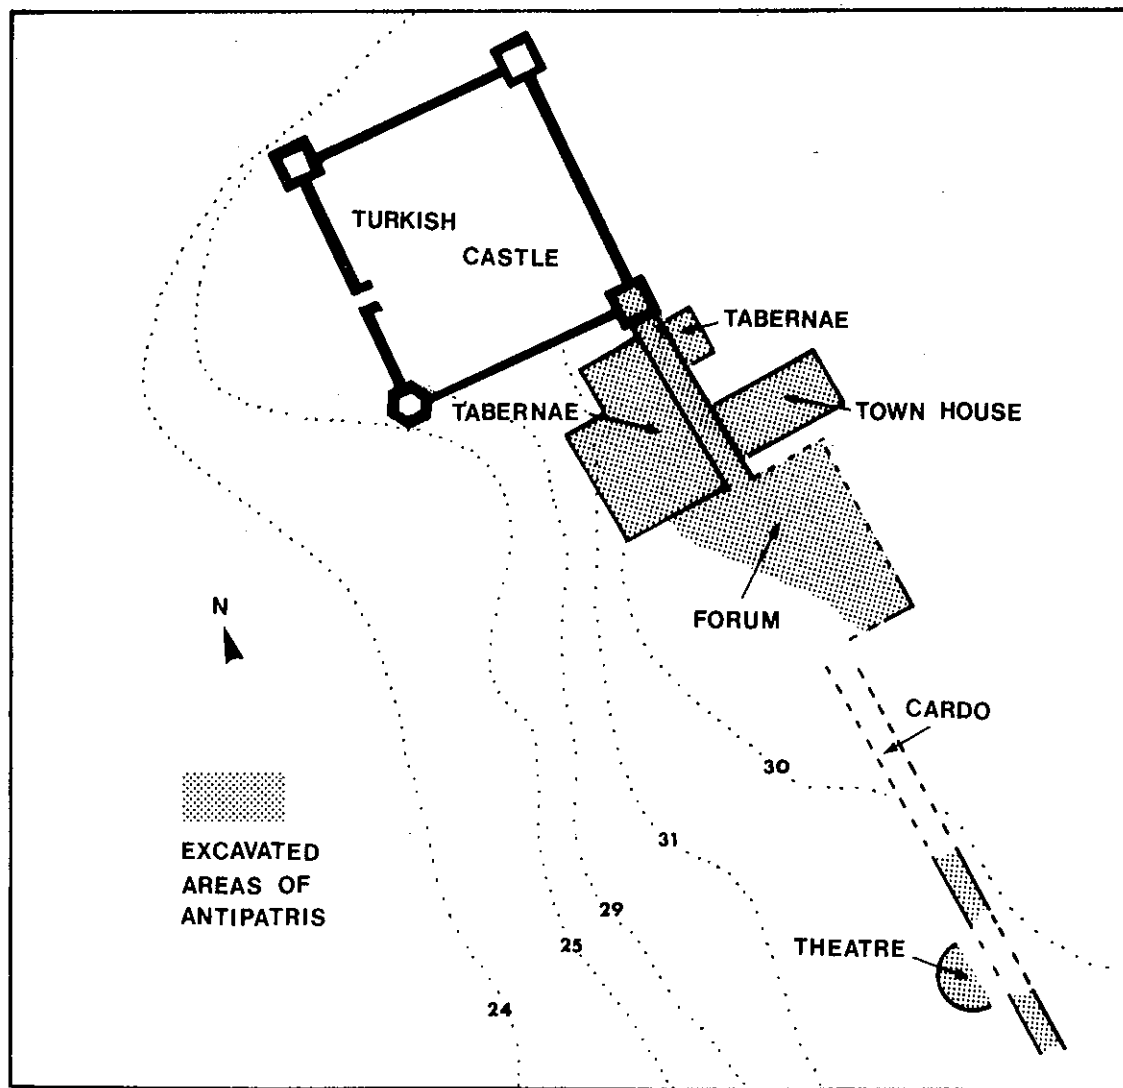 TURKISH
CASTLE
TABERNAE
TABERNAE
TOWN HOUSE
N
FORUM
CARDO
30
31
EXCAVATED
AREAS OF
ANTIPATRIS
29
25
THEATRE
24